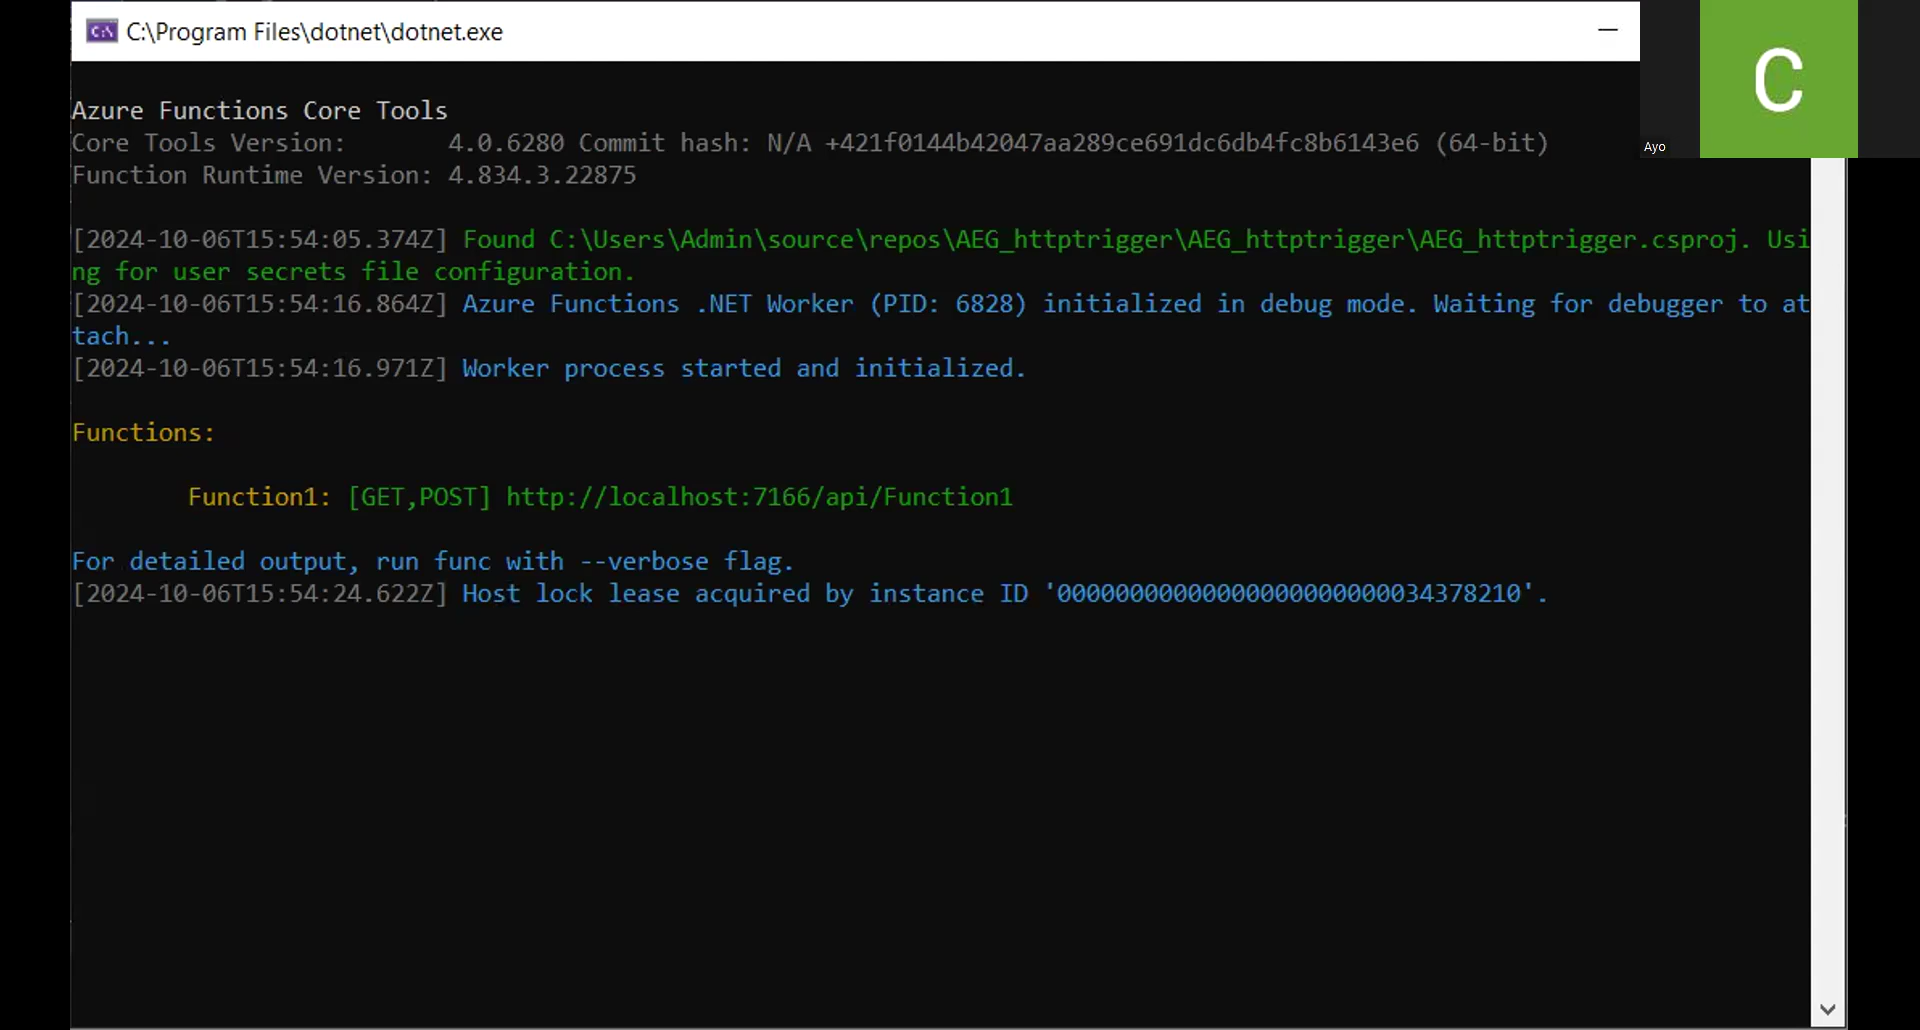 C:\Program Files\dotnet\dotnet.exe
C
Ayo
Azure Functions Core Tools
Core Tools Version:       4.0.6280 Commit hash: N/A +421f0144b42047aa289ce691dc6db4fc8b6143e6 (64-bit)
Function Runtime Version: 4.834.3.22875
[2024-10-06T15:54:05.374Z] Found C:\Users\Admin\source\repos\AEG_httptrigger\AEG_httptrigger\AEG_httptrigger.csproj. Usi
ng for user secrets file configuration.
[2024-10-06T15:54:16.864Z] Azure Functions .NET Worker (PID: 6828) initialized in debug mode. Waiting for debugger to at
tach...
[2024-10-06T15:54:16.971Z] Worker process started and initialized.
Functions:
Function1: [GET,POST] http://localhost:7166/api/Function1
For detailed output, run func with --verbose flag.
[2024-10-06T15:54:24.622Z] Host lock lease acquired by instance ID '00000000000000000000000034378210'.